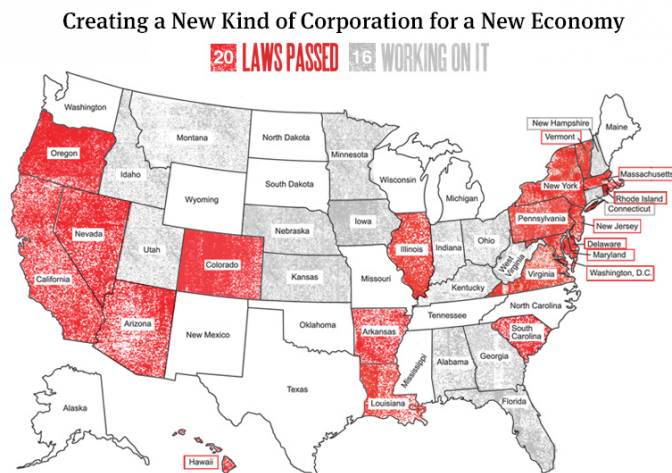 Creating a New Kind of Corporation for a New Economy
20 LAWS PASSED 16 WORKING ON IT
Washington
Oregon
Montana
Idaho
North Dakota
Minnesota
South Dakota
Wyoming
Wisconsin
Michigan
New Hampshire
Vermont
Maine
Massachusetts
New York
Rhode Island
Connecticut
Pennsylvania
New Jersey
Delaware
Maryland
Washington, D.C.
Nevada
Utah
Colorado
Nebraska
Iowa
Kansas
Illinois
Indiana
Ohio
West Virginia
Virginia
California
Arizona
New Mexico
Missouri
Kentucky
Oklahoma
Arkansas
Tennessee
North Carolina
South
Carolina
Texas
Louisiana
Mississippi
Alabama
Georgia
Florida
Alaska
Hawaii